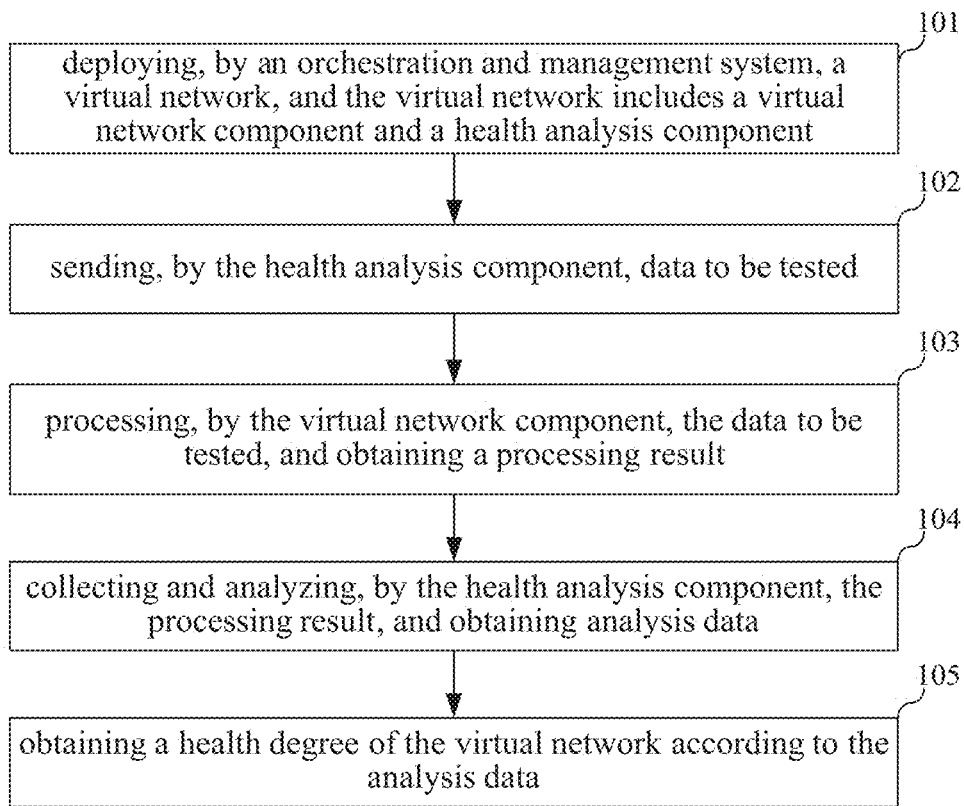 101
deploying, by an orchestration and management system, a
virtual network, and the virtual network includes a virtual
network component and a health analysis component
102
sending, by the health analysis component, data to be tested
103
processing, by the virtual network component, the data to be
tested, and obtaining a processing result
104
collecting and analyzing, by the health analysis component, the
processing result, and obtaining analysis data
105
obtaining a health degree of the virtual network according to the
analysis data